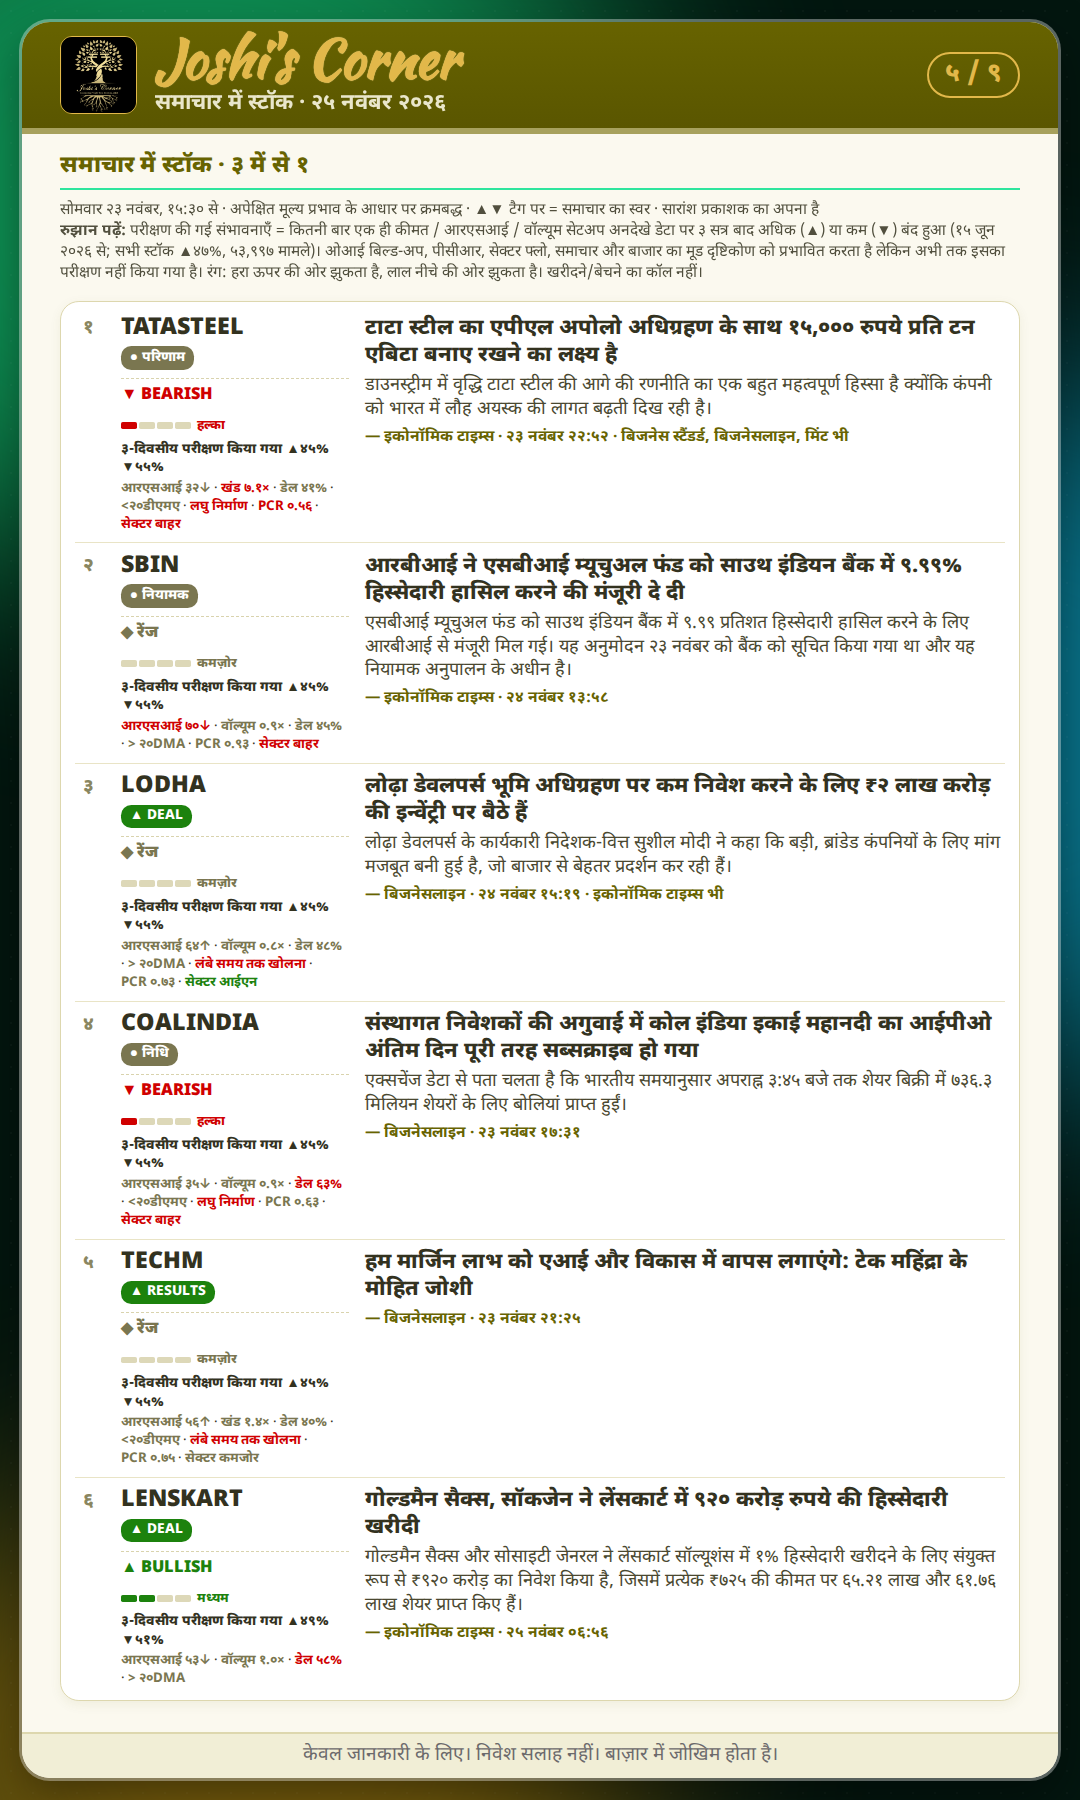 Joshi's Corner
समाचार में स्टॉक · २५ नवंबर २०२६
५ / ९
Joshi's Corner
समाचार में स्टॉक · ३ में से १
सोमवार २३ नवंबर, १५:३० से · अपेक्षित मूल्य प्रभाव के आधार पर क्रमबद्ध · ▲▼ टैग पर = समाचार का स्वर · सारांश प्रकाशक का अपना है
रुझान पढ़ें: परीक्षण की गई संभावनाएँ = कितनी बार एक ही कीमत / आरएसआई / वॉल्यूम सेटअप अनदेखे डेटा पर ३ सत्र बाद अधिक (▲) या कम (▼) बंद हुआ (१५ जून
२०२६ से; सभी स्टॉक ▲४७%, ५३,९९७ मामले)। ओआई बिल्ड-अप, पीसीआर, सेक्टर फ्लो, समाचार और बाजार का मूड दृष्टिकोण को प्रभावित करता है लेकिन अभी तक इसका
परीक्षण नहीं किया गया है। रंग: हरा ऊपर की ओर झुकता है, लाल नीचे की ओर झुकता है। खरीदने/बेचने का कॉल नहीं।
१
TATASTEEL
● परिणाम
▼ BEARISH
हल्का
३-दिवसीय परीक्षण किया गया ▲४५%
▼५५%
आरएसआई ३२↓ · खंड ७.१× · डेल ४१% ·
<२०डीएमए · लघु निर्माण · PCR ०.५६ ·
सेक्टर बाहर
टाटा स्टील का एपीएल अपोलो अधिग्रहण के साथ १५,००० रुपये प्रति टन
एबिटा बनाए रखने का लक्ष्य है
डाउनस्ट्रीम में वृद्धि टाटा स्टील की आगे की रणनीति का एक बहुत महत्वपूर्ण हिस्सा है क्योंकि कंपनी
को भारत में लौह अयस्क की लागत बढ़ती दिख रही है।
— इकोनॉमिक टाइम्स · २३ नवंबर २२:५२ · बिजनेस स्टैंडर्ड, बिजनेसलाइन, मिंट भी
२
SBIN
● नियामक
◆ रेंज
कमज़ोर
३-दिवसीय परीक्षण किया गया ▲४५%
▼५५%
आरएसआई ७०↓ · वॉल्यूम ०.९× · डेल ४५%
· > २०DMA · PCR ०.९३ · सेक्टर बाहर
आरबीआई ने एसबीआई म्यूचुअल फंड को साउथ इंडियन बैंक में ९.९९%
हिस्सेदारी हासिल करने की मंजूरी दे दी
एसबीआई म्यूचुअल फंड को साउथ इंडियन बैंक में ९.९९ प्रतिशत हिस्सेदारी हासिल करने के लिए
आरबीआई से मंजूरी मिल गई। यह अनुमोदन २३ नवंबर को बैंक को सूचित किया गया था और यह
नियामक अनुपालन के अधीन है।
— इकोनॉमिक टाइम्स · २४ नवंबर १३:५८
३
LODHA
▲ DEAL
◆ रेंज
कमज़ोर
३-दिवसीय परीक्षण किया गया ▲४५%
▼५५%
आरएसआई ६४↑ · वॉल्यूम ०.८× · डेल ४८%
· > २०DMA · लंबे समय तक खोलना ·
PCR ०.७३ · सेक्टर आईएन
लोढ़ा डेवलपर्स भूमि अधिग्रहण पर कम निवेश करने के लिए ₹२ लाख करोड़
की इन्वेंट्री पर बैठे हैं
लोढ़ा डेवलपर्स के कार्यकारी निदेशक-वित्त सुशील मोदी ने कहा कि बड़ी, ब्रांडेड कंपनियों के लिए मांग
मजबूत बनी हुई है, जो बाजार से बेहतर प्रदर्शन कर रही हैं।
— बिजनेसलाइन · २४ नवंबर १५:१९ · इकोनॉमिक टाइम्स भी
४
COALINDIA
● निधि
▼ BEARISH
हल्का
३-दिवसीय परीक्षण किया गया ▲४५%
▼५५%
आरएसआई ३५↓ · वॉल्यूम ०.९× · डेल ६३%
· <२०डीएमए · लघु निर्माण · PCR ०.६३ ·
सेक्टर बाहर
संस्थागत निवेशकों की अगुवाई में कोल इंडिया इकाई महानदी का आईपीओ
अंतिम दिन पूरी तरह सब्सक्राइब हो गया
एक्सचेंज डेटा से पता चलता है कि भारतीय समयानुसार अपराह्न ३:४५ बजे तक शेयर बिक्री में ७३६.३
मिलियन शेयरों के लिए बोलियां प्राप्त हुईं।
— बिजनेसलाइन · २३ नवंबर १७:३१
५
TECHM
▲ RESULTS
◆ रेंज
कमज़ोर
३-दिवसीय परीक्षण किया गया ▲४५%
▼५५%
आरएसआई ५६↑ · खंड १.४× · डेल ४०% ·
<२०डीएमए · लंबे समय तक खोलना ·
PCR ०.७५ · सेक्टर कमजोर
हम मार्जिन लाभ को एआई और विकास में वापस लगाएंगे: टेक महिंद्रा के
मोहित जोशी
— बिजनेसलाइन · २३ नवंबर २१:२५
६
LENSKART
▲ DEAL
▲ BULLISH
मध्यम
३-दिवसीय परीक्षण किया गया ▲४९%
▼५१%
आरएसआई ५३↓ · वॉल्यूम १.०× · डेल ५८%
· > २०DMA
गोल्डमैन सैक्स, सॉकजेन ने लेंसकार्ट में ९२० करोड़ रुपये की हिस्सेदारी
खरीदी
गोल्डमैन सैक्स और सोसाइटी जेनरल ने लेंसकार्ट सॉल्यूशंस में १% हिस्सेदारी खरीदने के लिए संयुक्त
रूप से ₹९२० करोड़ का निवेश किया है, जिसमें प्रत्येक ₹७२५ की कीमत पर ६५.२१ लाख और ६१.७६
लाख शेयर प्राप्त किए हैं।
— इकोनॉमिक टाइम्स · २५ नवंबर ०६:५६
केवल जानकारी के लिए। निवेश सलाह नहीं। बाज़ार में जोखिम होता है।